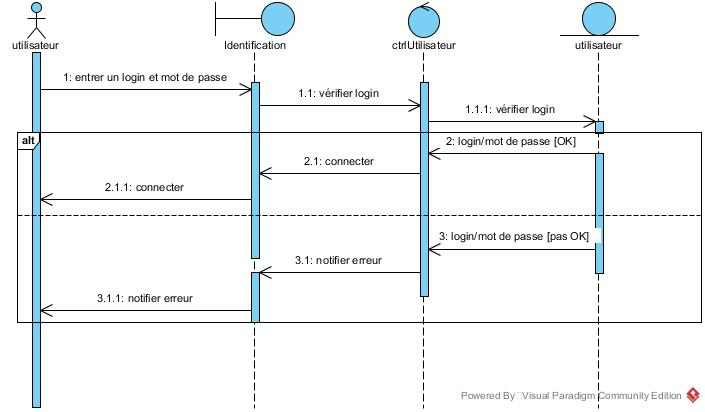 utilisateur
Identification
ctrlUtilisateur
utilisateur
1: entrer un login et mot de passe
1.1: vérifier login
1.1.1: vérifier login
alt
2: login/mot de passe [OK]
2.1: connecter
2.1.1: connecter
3: login/mot de passe [pas OK]
3.1: notifier erreur
3.1.1: notifier erreur
Powered By Visual Paradigm Community Edition